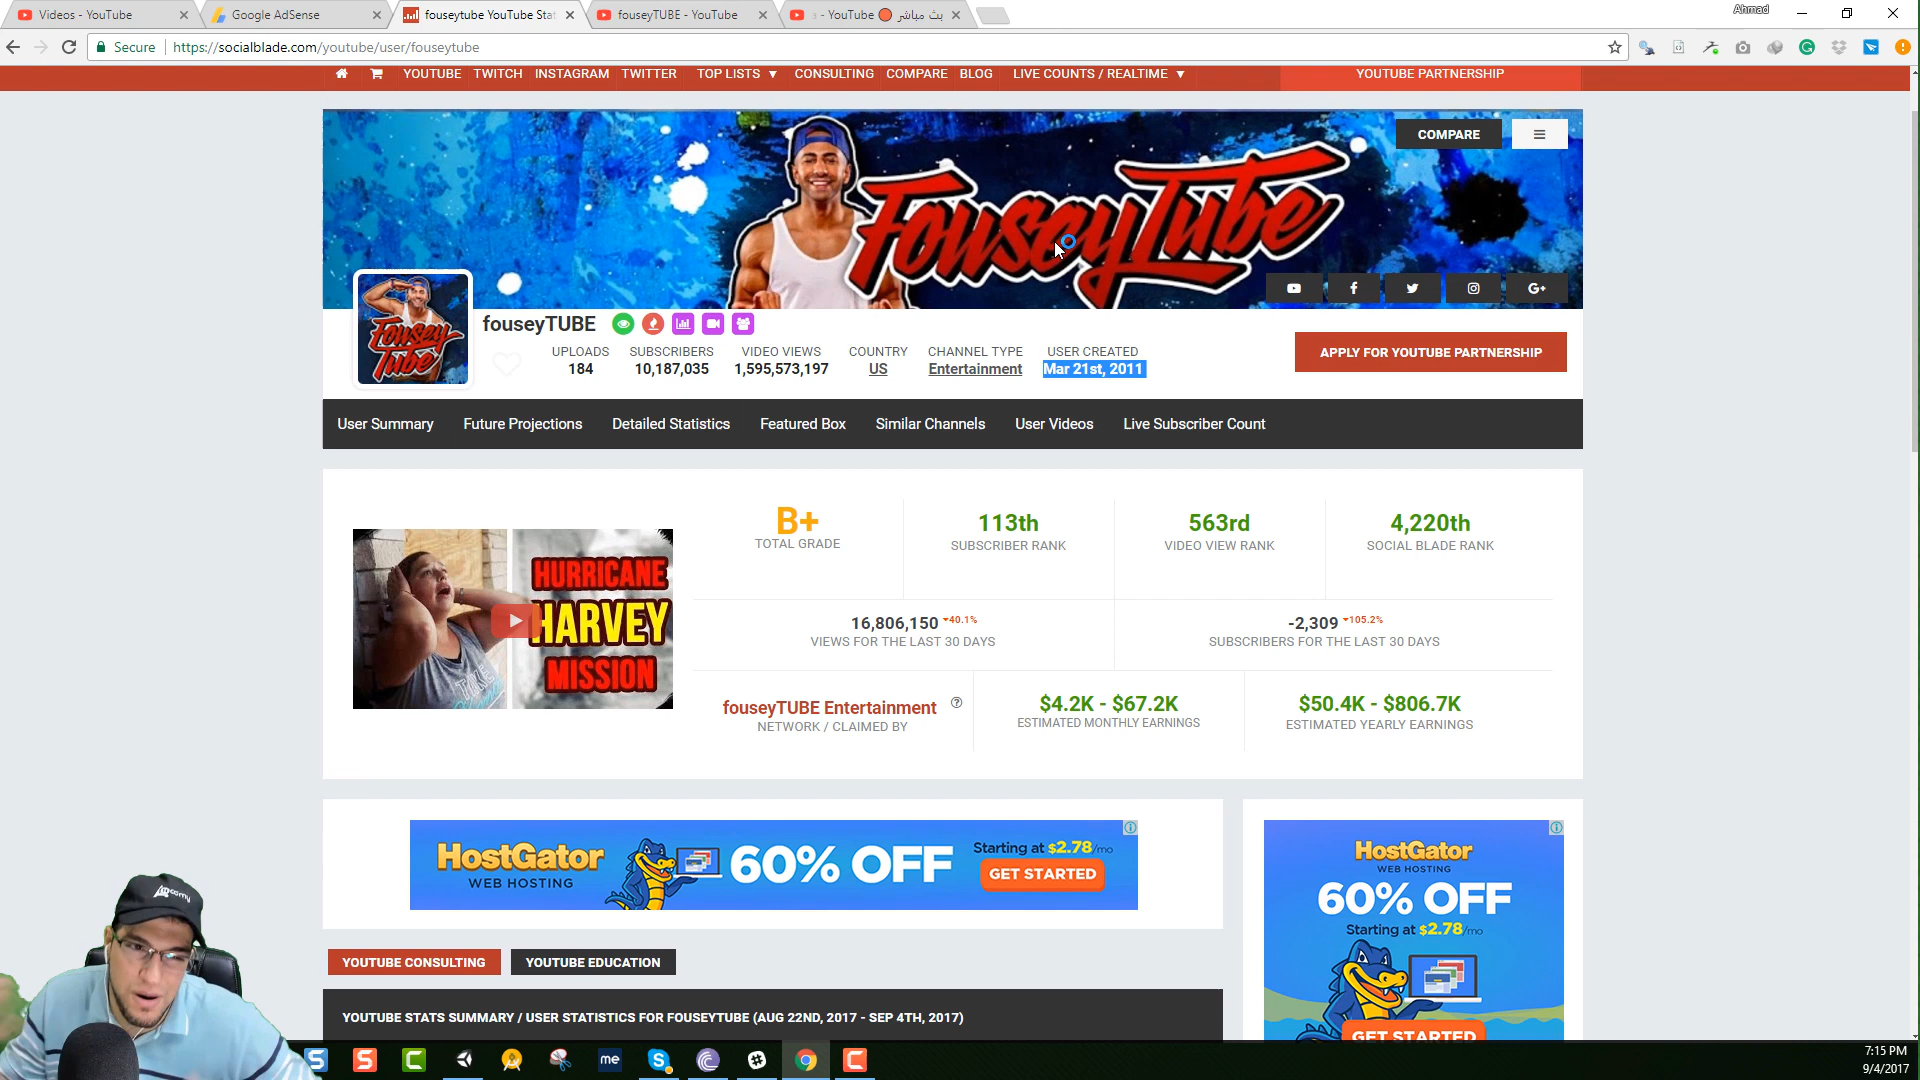 Videos - YouTube
Google AdSense
fouseytube YouTube Sta
fouseyTUBE - YouTube
بث مباشر 🔴 YouTube - 3
Ahmad
Secure
https://socialblade.com/youtube/user/fouseytube
YOUTUBE TWITCH INSTAGRAM TWITTER TOP LISTS ▼ CONSULTING COMPARE BLOG LIVE COUNTS / REALTIME ▼ YOUTUBE PARTNERSHIP
COMPARE
FouseyTube
Fousey
Tube
fouseyTUBE
UPLOADS SUBSCRIBERS VIDEO VIEWS COUNTRY CHANNEL TYPE USER CREATED
184 10,187,035 1,595,573,197 US Entertainment Mar 21st, 2011
APPLY FOR YOUTUBE PARTNERSHIP
User Summary Future Projections Detailed Statistics Featured Box Similar Channels User Videos Live Subscriber Count
HURRICANE
HARVEY
MISSION
B+
TOTAL GRADE
113th
SUBSCRIBER RANK
563rd
VIDEO VIEW RANK
4,220th
SOCIAL BLADE RANK
16,806,150 40.1%
VIEWS FOR THE LAST 30 DAYS
-2,309 105.2%
SUBSCRIBERS FOR THE LAST 30 DAYS
fouseyTUBE Entertainment
NETWORK / CLAIMED BY
$4.2K - $67.2K
ESTIMATED MONTHLY EARNINGS
$50.4K - $806.7K
ESTIMATED YEARLY EARNINGS
HostGator
WEB HOSTING
60% OFF
Starting at $2.78/mo
GET STARTED
HostGator
WEB HOSTING
60% OFF
Starting at $2.78/mo
GET STARTED
YOUTUBE CONSULTING
YOUTUBE EDUCATION
YOUTUBE STATS SUMMARY / USER STATISTICS FOR FOUSEYTUBE (AUG 22ND, 2017 - SEP 4TH, 2017)
me
7:15 PM
9/4/2017